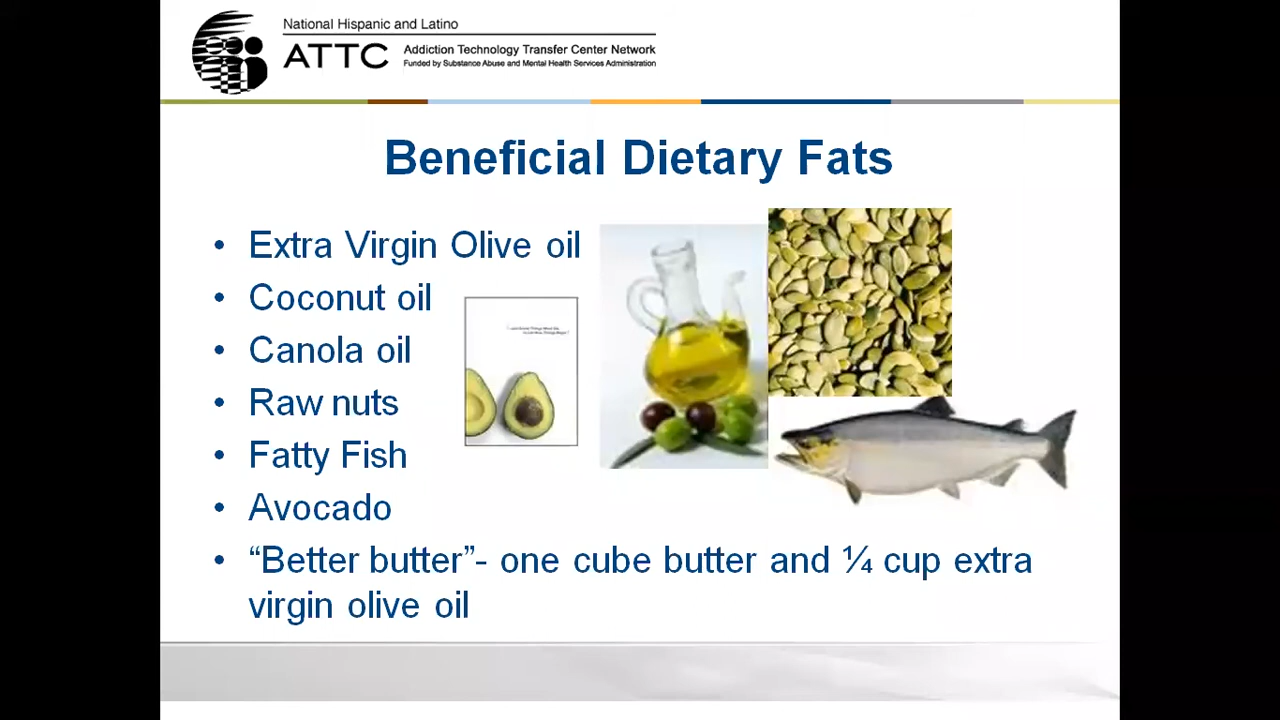 National Hispanic and Latino
ATTC
Addiction Technology Transfer Center Network
Funded by Substance Abuse and Mental Health Services Administration
Beneficial Dietary Fats
• Extra Virgin Olive oil
• Coconut oil
• Canola oil
• Raw nuts
• Fatty Fish
• Avocado
• “Better butter”- one cube butter and ¼ cup extra
virgin olive oil